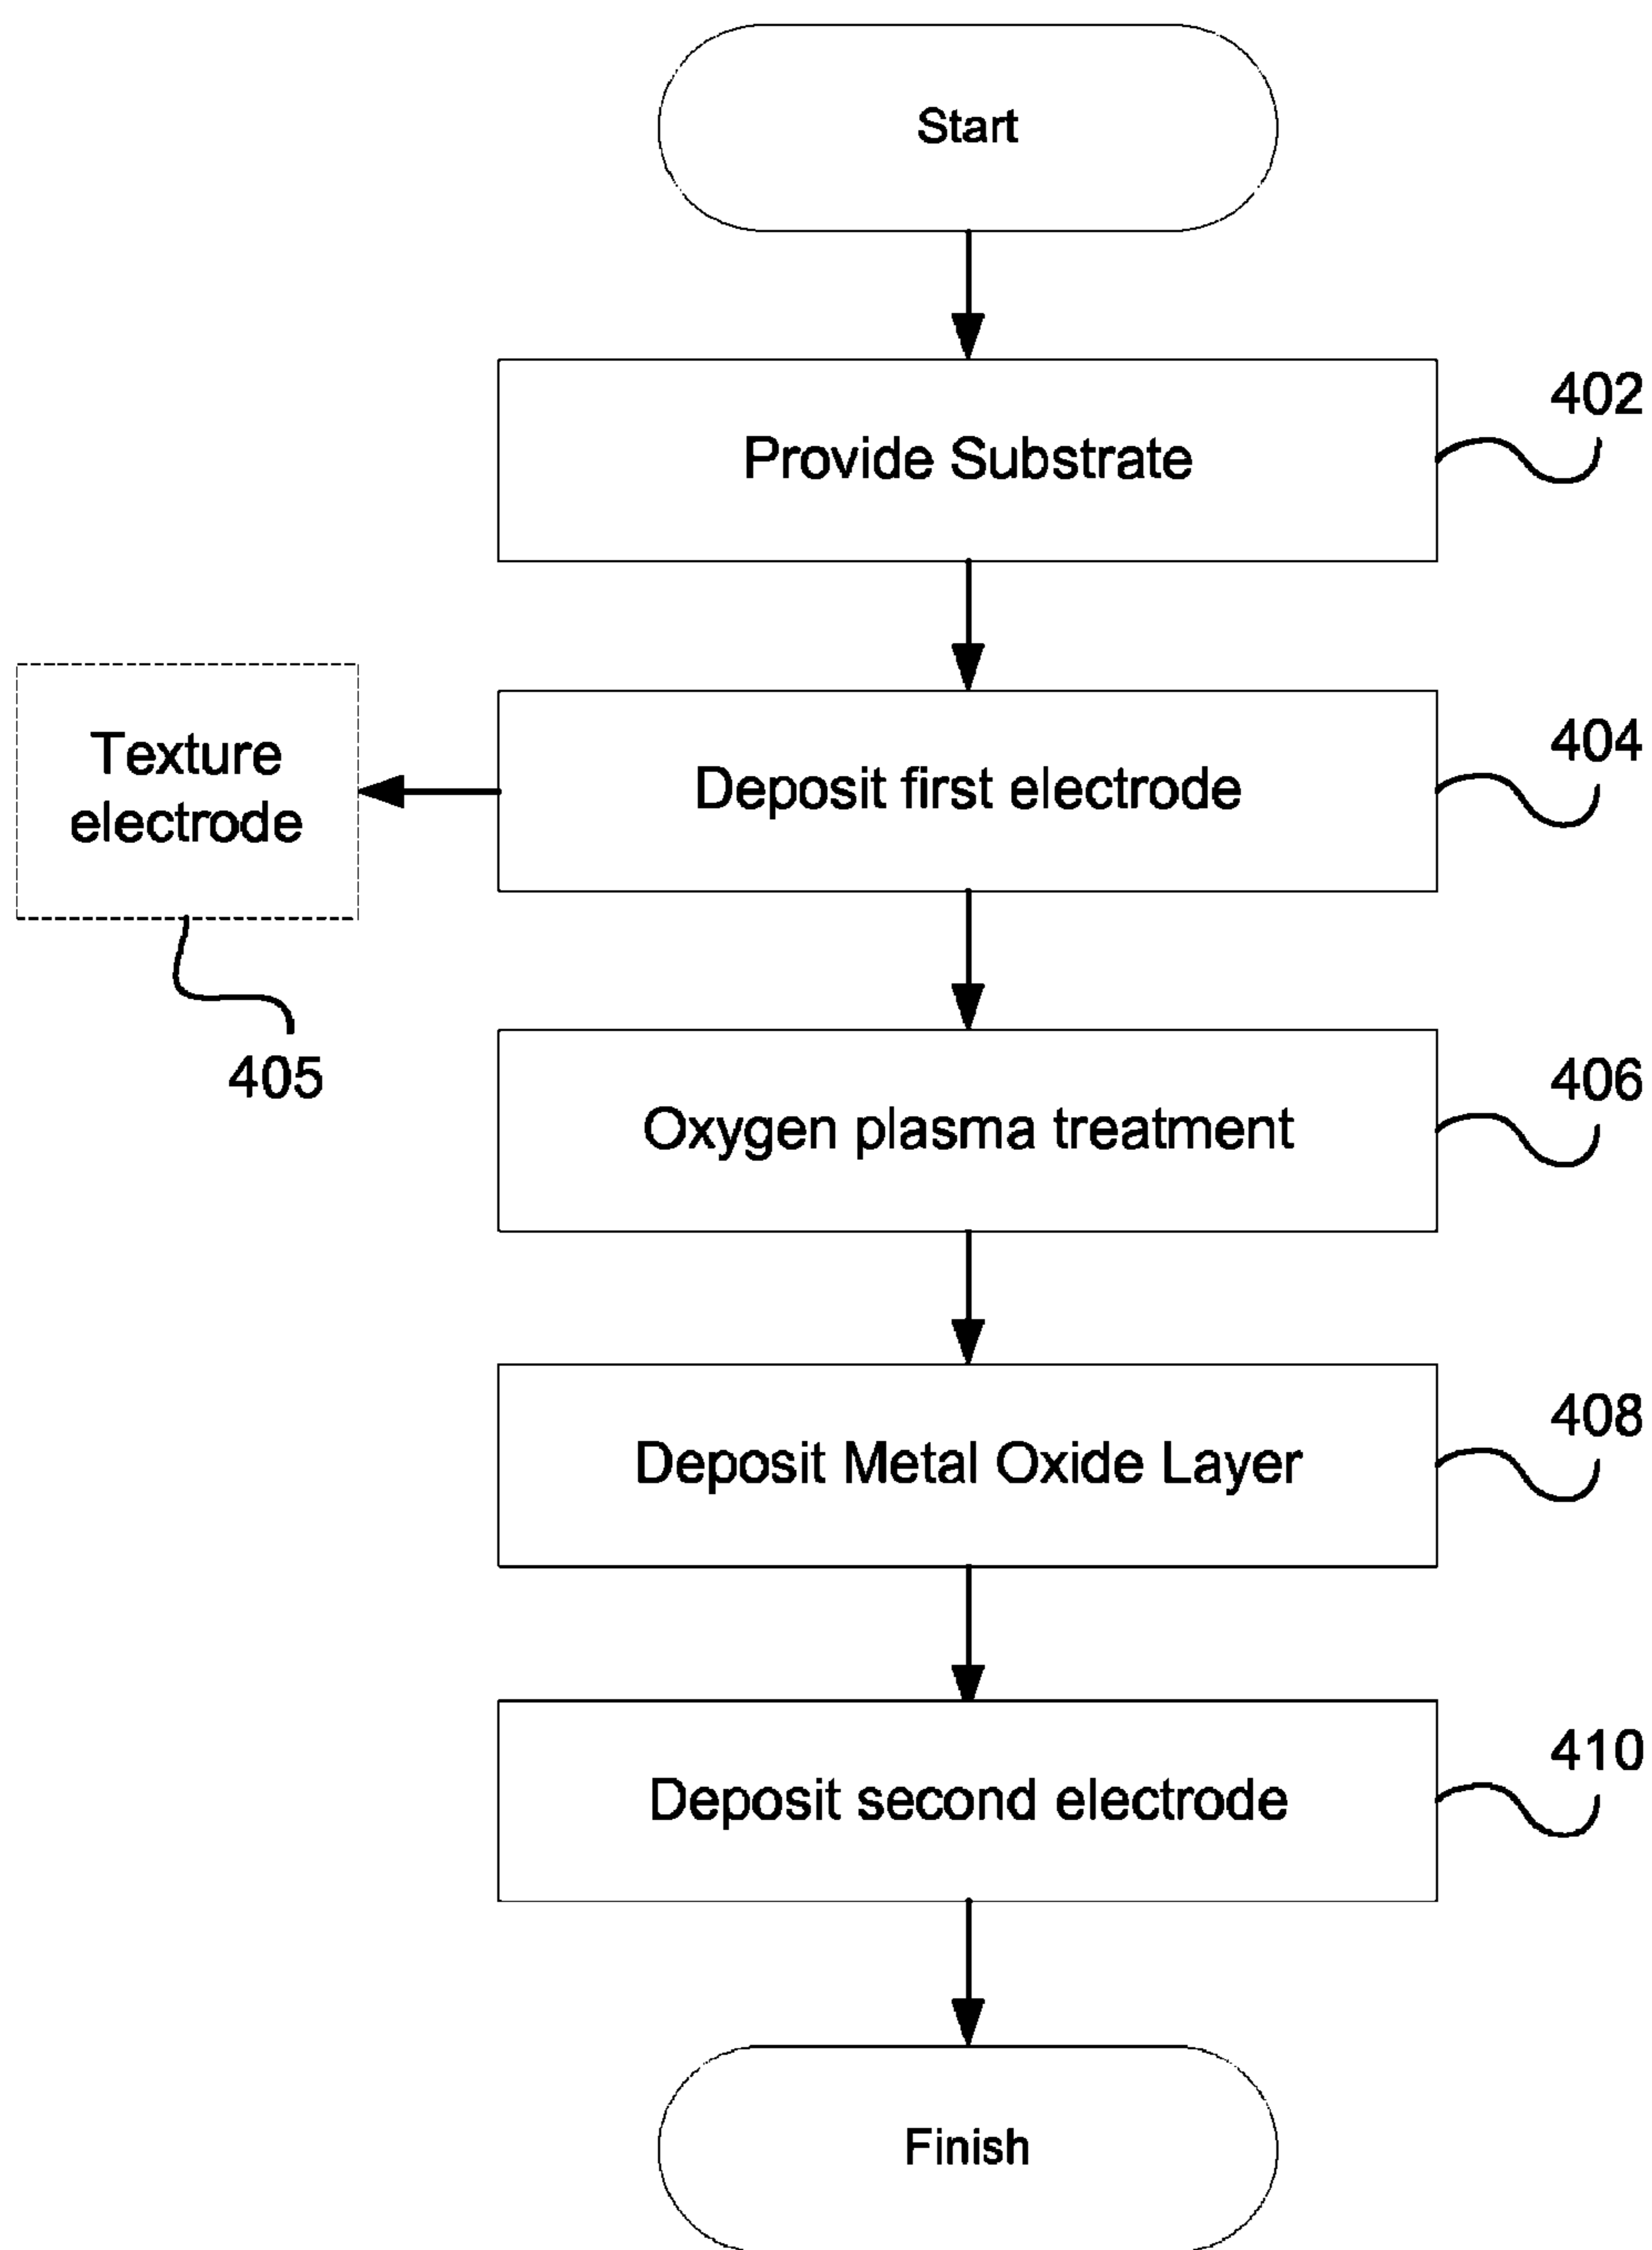 Start
Provide Substrate
402
Texture
electrode
405
Deposit first electrode
404
Oxygen plasma treatment
406
Deposit Metal Oxide Layer
408
Deposit second electrode
410
Finish